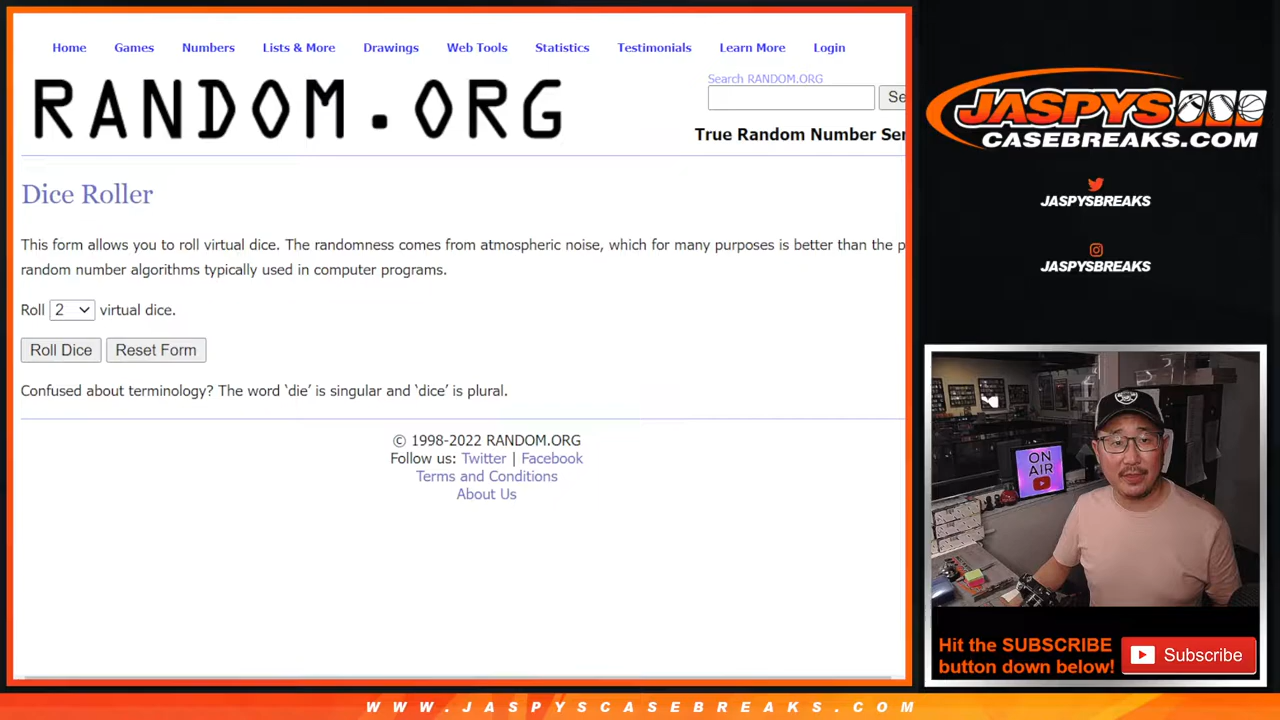 Home Games Numbers Lists & More Drawings Web Tools Statistics Testimonials Learn More Login
RANDOM.ORG
Search RANDOM.ORG
Se
True Random Number Ser
Dice Roller
This form allows you to roll virtual dice. The randomness comes from atmospheric noise, which for many purposes is better than the p
random number algorithms typically used in computer programs.
Roll 2 virtual dice.
Roll Dice Reset Form
Confused about terminology? The word ‘die’ is singular and ‘dice’ is plural.
© 1998-2022 RANDOM.ORG
Follow us: Twitter | Facebook
Terms and Conditions
About Us
JASPYS
CASEBREAKS.COM
JASPYSBREAKS
JASPYSBREAKS
ON
AIR
Hit the SUBSCRIBE
button down below!
Subscribe
WWW.JASPYSCASEBREAKS.COM